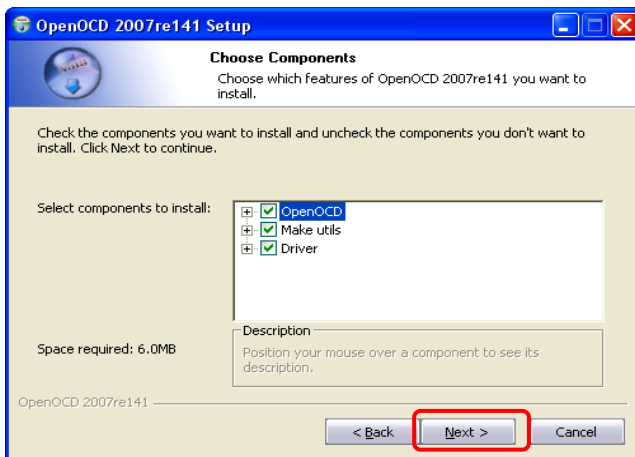 OpenOCD 2007re141 Setup
Choose Components
Choose which features of OpenOCD 2007re141 you want to
install.
Check the components you want to install and uncheck the components you don't want to
install. Click Next to continue.
Select components to install:
OpenOCD
Make utils
Driver
Space required: 6.0MB
Description
Position your mouse over a component to see its
description.
OpenOCD 2007re141
< Back
Next >
Cancel